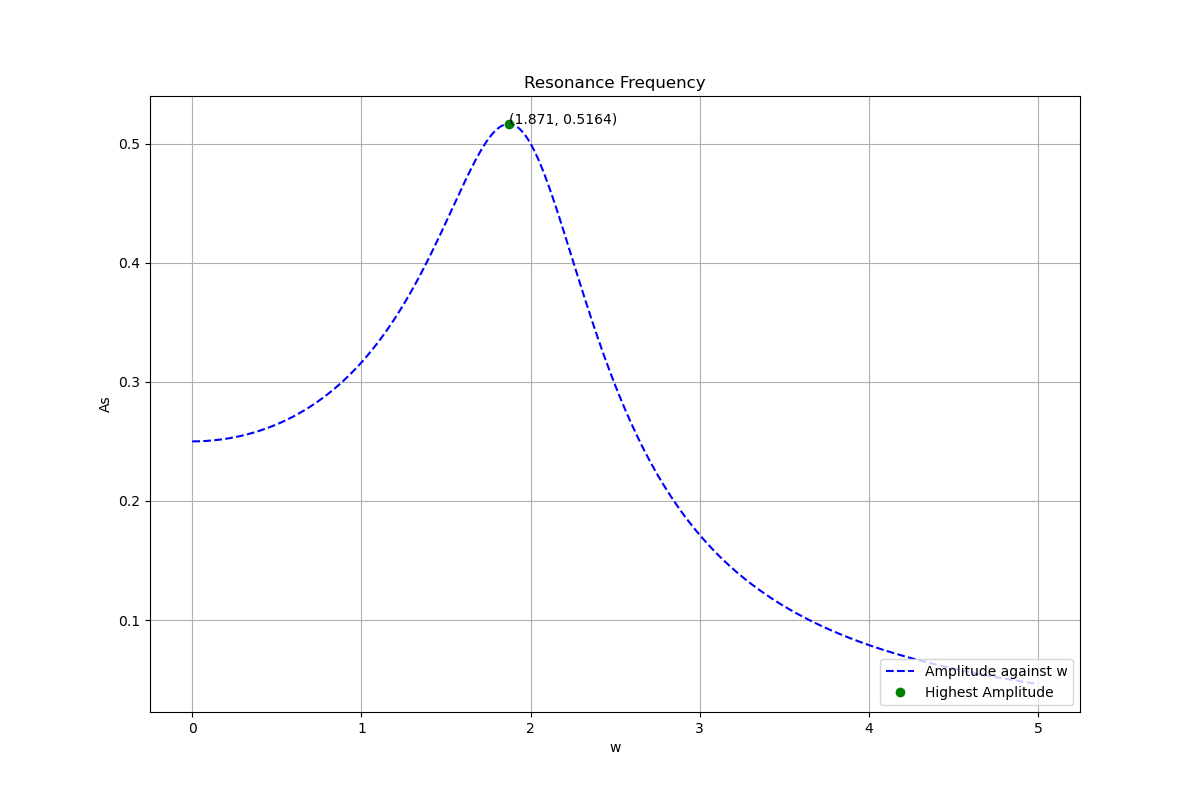 Resonance Frequency
(1.871, 0.5164)
0.5
0.4
0.3
0.2
0.1
As
0
1
2
3
4
5
w
Amplitude against w
Highest Amplitude